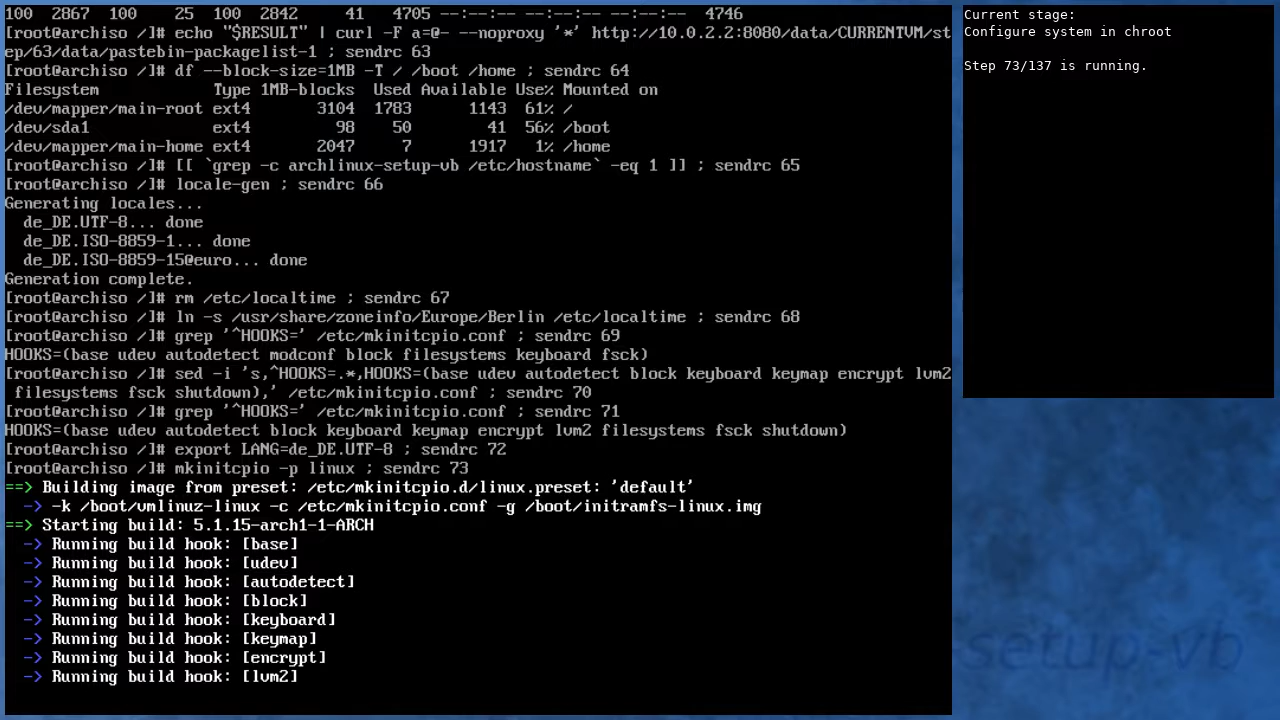 100  2867  100    25  100  2842     41   4705 --:--:-- --:--:-- --:--:--  4746
[root@archiso /]# echo "$RESULT" | curl -F a=@- --noproxy '*' http://10.0.2.2:8080/data/CURRENTVM/st
ep/63/data/pastebin-packagelist-1 ; sendrc 63
[root@archiso /]# df --block-size=1MB -T / /boot /home ; sendrc 64
Filesystem            Type 1MB-blocks  Used Available Use% Mounted on
/dev/mapper/main-root ext4       3104  1783      1143  61% /
/dev/sda1             ext4         98    50        41  56% /boot
/dev/mapper/main-home ext4       2047     7      1917   1% /home
[root@archiso /]# [[ `grep -c archlinux-setup-vb /etc/hostname` -eq 1 ]] ; sendrc 65
[root@archiso /]# locale-gen ; sendrc 66
Generating locales...
  de_DE.UTF-8... done
  de_DE.ISO-8859-1... done
  de_DE.ISO-8859-15@euro... done
Generation complete.
[root@archiso /]# rm /etc/localtime ; sendrc 67
[root@archiso /]# ln -s /usr/share/zoneinfo/Europe/Berlin /etc/localtime ; sendrc 68
[root@archiso /]# grep '^HOOKS=' /etc/mkinitcpio.conf ; sendrc 69
HOOKS=(base udev autodetect modconf block filesystems keyboard fsck)
[root@archiso /]# sed -i 's,^HOOKS=.*,HOOKS=(base udev autodetect block keyboard keymap encrypt lvm2
 filesystems fsck shutdown),' /etc/mkinitcpio.conf ; sendrc 70
[root@archiso /]# grep '^HOOKS=' /etc/mkinitcpio.conf ; sendrc 71
HOOKS=(base udev autodetect block keyboard keymap encrypt lvm2 filesystems fsck shutdown)
[root@archiso /]# export LANG=de_DE.UTF-8 ; sendrc 72
[root@archiso /]# mkinitcpio -p linux ; sendrc 73
==> Building image from preset: /etc/mkinitcpio.d/linux.preset: 'default'
  -> -k /boot/vmlinuz-linux -c /etc/mkinitcpio.conf -g /boot/initramfs-linux.img
==> Starting build: 5.1.15-arch1-1-ARCH
  -> Running build hook: [base]
  -> Running build hook: [udev]
  -> Running build hook: [autodetect]
  -> Running build hook: [block]
  -> Running build hook: [keyboard]
  -> Running build hook: [keymap]
  -> Running build hook: [encrypt]
  -> Running build hook: [lvm2]
Current stage:
Configure system in chroot
Step 73/137 is running.
setup-vb